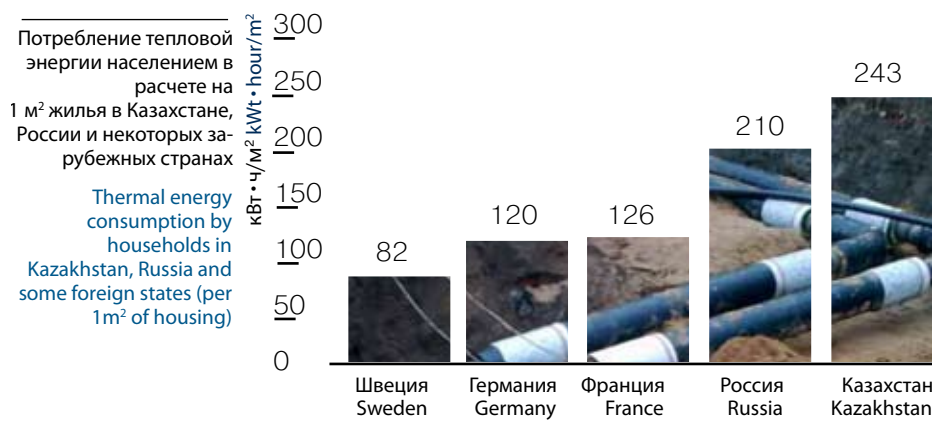 Потребление тепловой
энергии населением в
расчете на
1 м² жилья в Казахстане,
России и некоторых за-
рубежных странах
Thermal energy
consumption by
households in
Kazakhstan, Russia and
some foreign states (per
1m² of housing)
кВт • ч/м² kWt • hour/m²
300
250
200
150
100
50
0
82
120
126
210
243
Швеция
Sweden
Германия
Germany
Франция
France
Россия
Russia
Казахстан
Kazakhstan